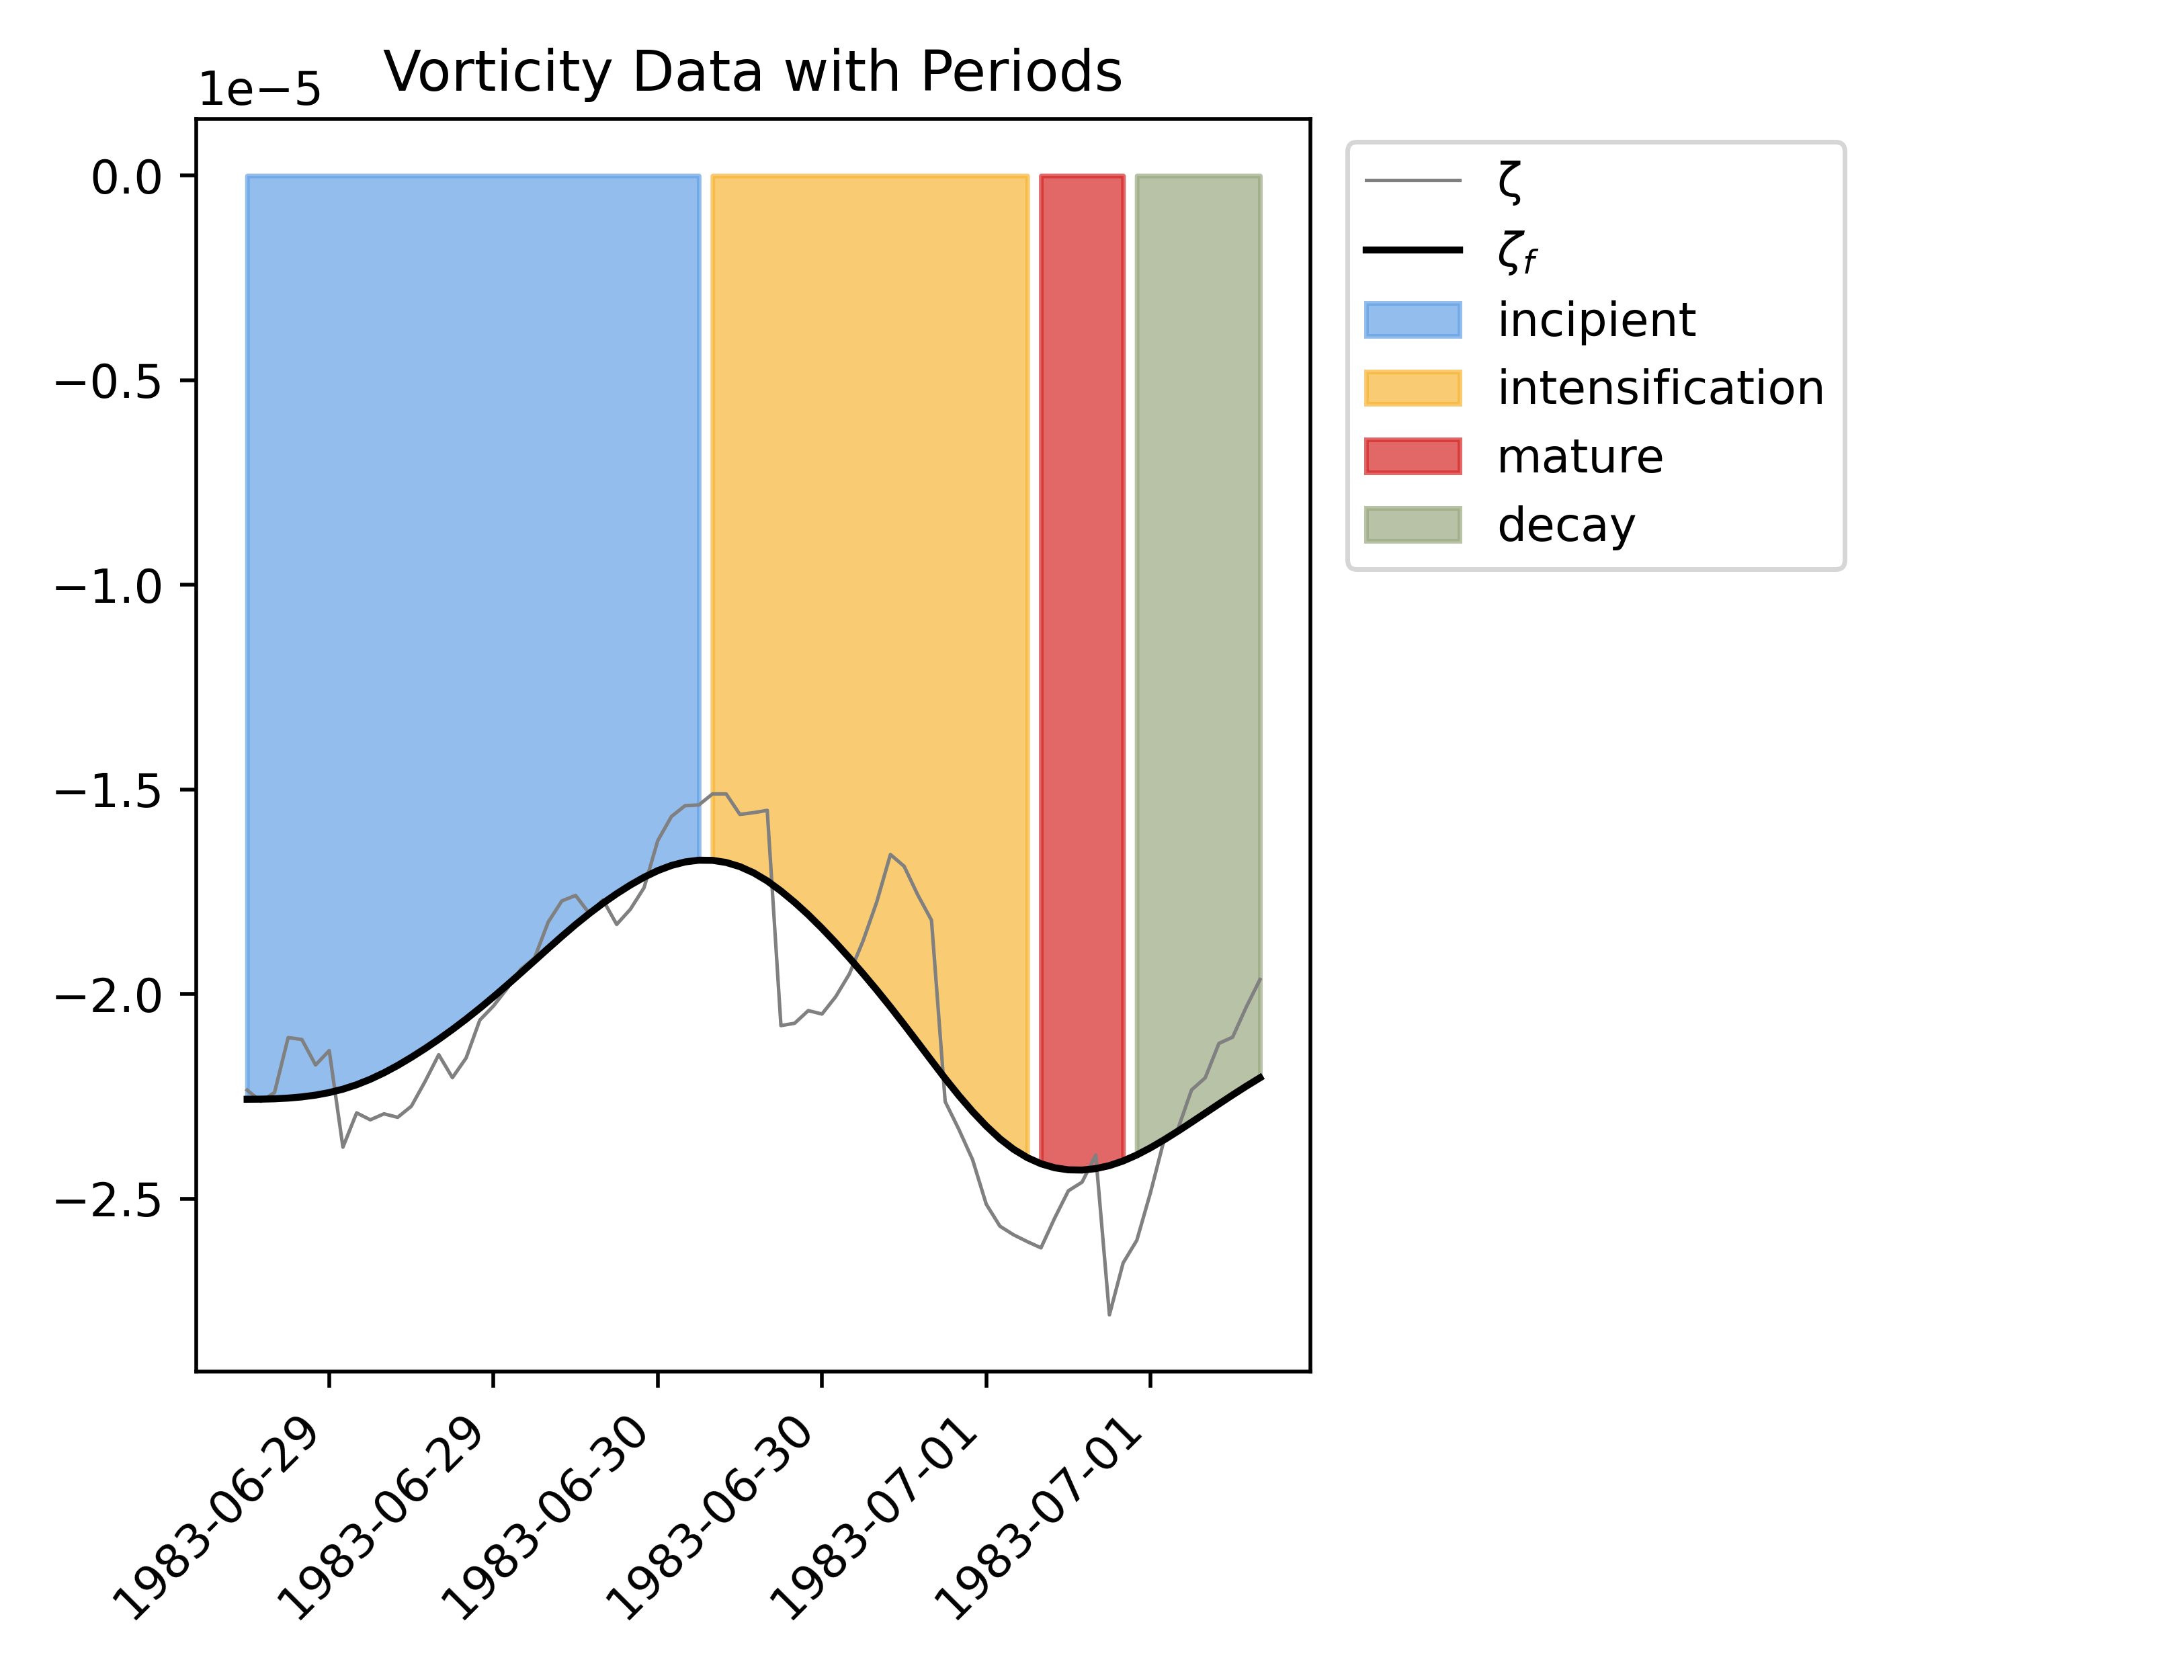 Vorticity Data with Periods
1e−5
0.0
−0.5
−1.0
−1.5
−2.0
−2.5
1983-06-29
1983-06-29
1983-06-30
1983-06-30
1983-07-01
1983-07-01
ζ
ζf
incipient
intensification
mature
decay